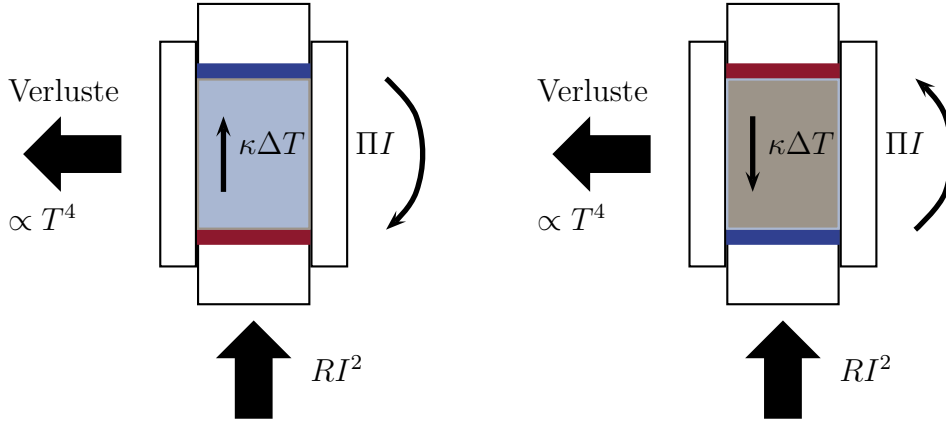 Verluste
κΔT
ΠI
∝ T⁴
RI²
Verluste
κΔT
ΠI
∝ T⁴
RI²